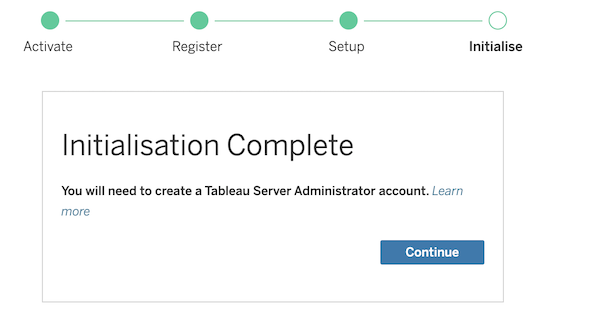 Activate Register Setup Initialise
Initialisation Complete
You will need to create a Tableau Server Administrator account. Learn
more
Continue